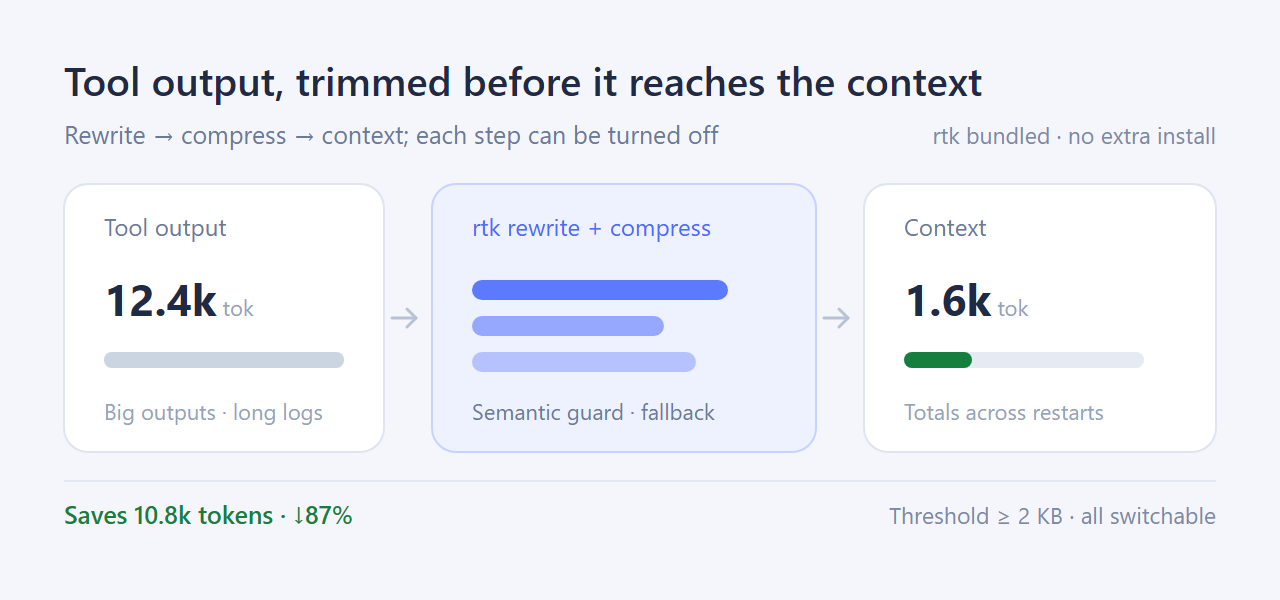 Tool output, trimmed before it reaches the context
Rewrite → compress → context; each step can be turned off
rtk bundled · no extra install
Tool output
12.4k tok
Big outputs · long logs
rtk rewrite + compress
Semantic guard · fallback
Context
1.6k tok
Totals across restarts
Saves 10.8k tokens · ↓87%
Threshold ≥ 2 KB · all switchable